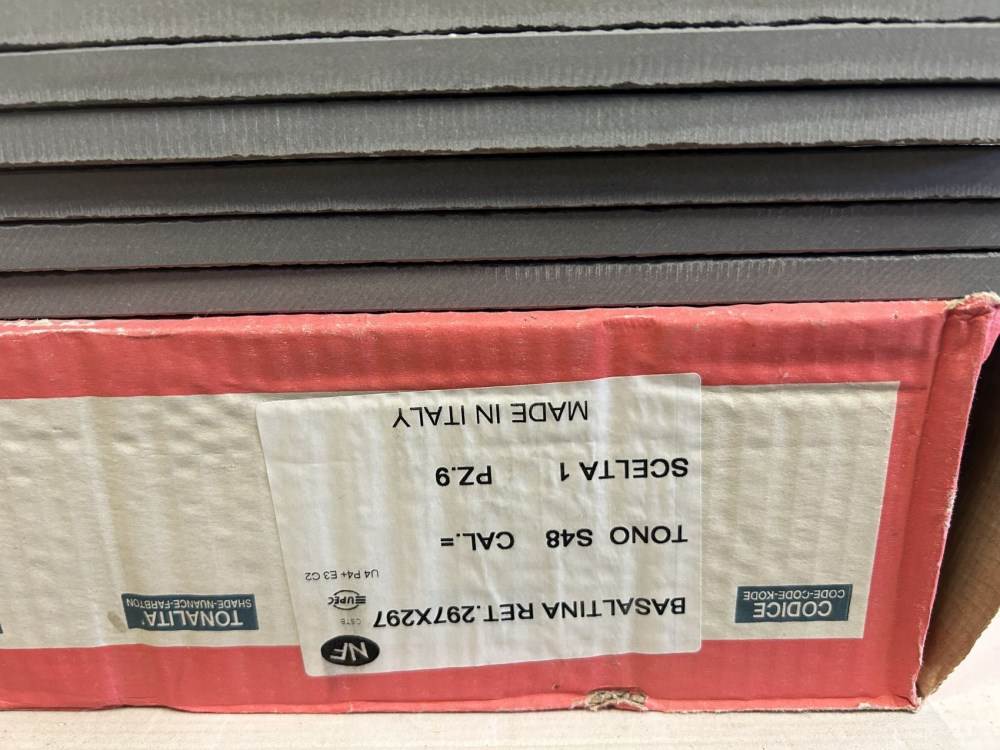 CODICE
CODE-CODE-KODE
BASALTINA RET.297X297
TONO S48 CAL.=
SCELTA 1 PZ.9
MADE IN ITALY
NF
CSTB
UPEC
U4 P4+ E3 C2
TONALITA'
SHADE-NUANCE-FARBTON